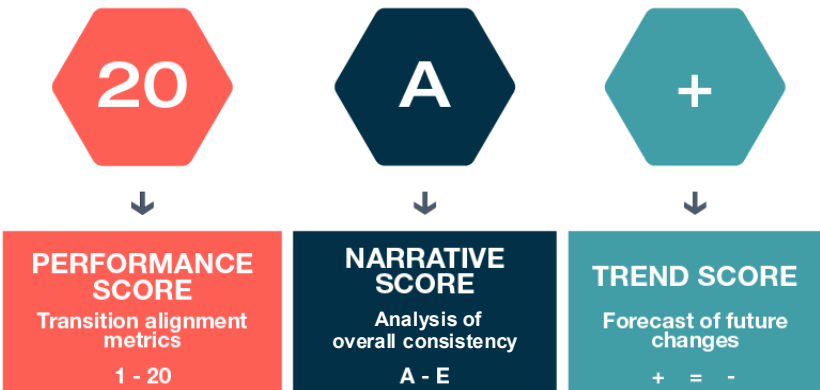 20
A
+
PERFORMANCE
SCORE
Transition alignment
metrics
1 - 20
NARRATIVE
SCORE
Analysis of
overall consistency
A - E
TREND SCORE
Forecast of future
changes
+ = -